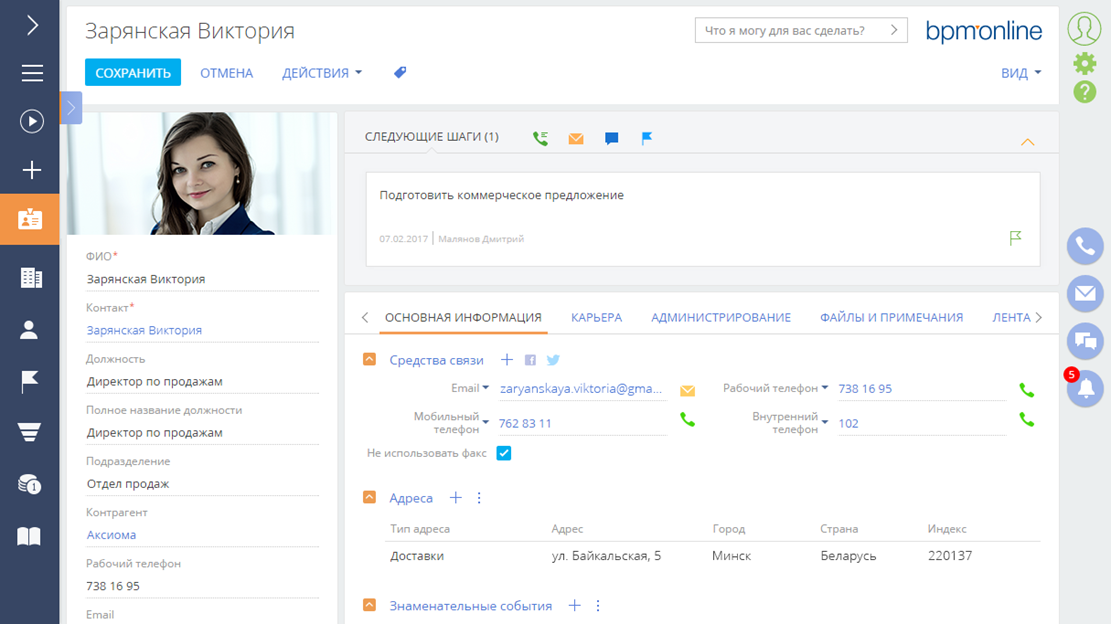 Зарянская Виктория
Что я могу для вас сделать?
bpm'online
СОХРАНИТЬ
ОТМЕНА
ДЕЙСТВИЯ
ВИД
СЛЕДУЮЩИЕ ШАГИ (1)
Подготовить коммерческое предложение
07.02.2017 | Малянов Дмитрий
ФИО*
Зарянская Виктория
Контакт*
Зарянская Виктория
Должность
Директор по продажам
Полное название должности
Директор по продажам
Подразделение
Отдел продаж
Контрагент
Аксиома
Рабочий телефон
738 16 95
Email
ОСНОВНАЯ ИНФОРМАЦИЯ КАРЬЕРА АДМИНИСТРИРОВАНИЕ ФАЙЛЫ И ПРИМЕЧАНИЯ ЛЕНТА
Средства связи
Email zaryanskaya.viktoria@gma... Рабочий телефон 738 16 95
Мобильный телефон 762 83 11 Внутренний телефон 102
Не использовать факс
Адреса
Тип адреса Адрес Город Страна Индекс
Доставки ул. Байкальская, 5 Минск Беларусь 220137
Знаменательные события
5
1